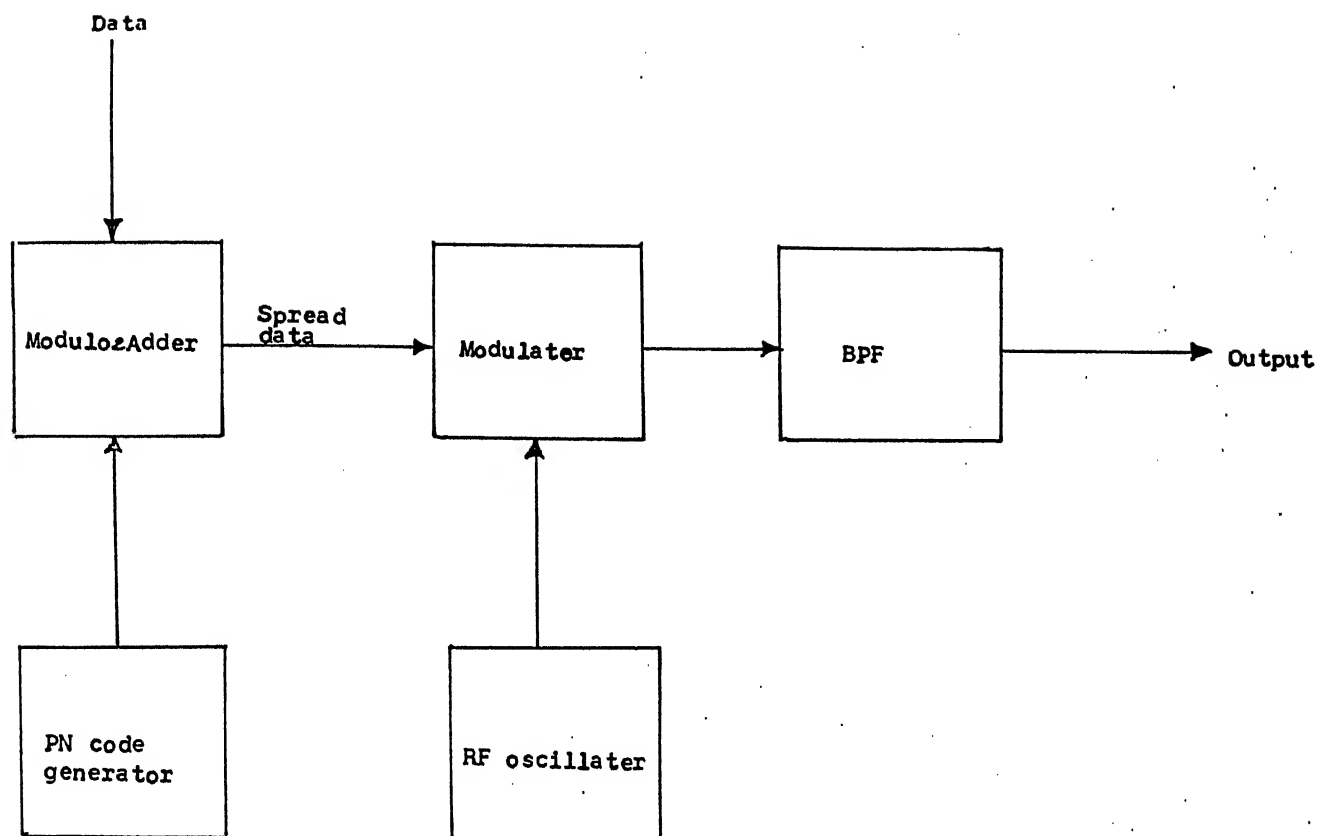 Data
Modulo2Adder
Spread
data
Modulater
BPF
Output
PN code
generator
RF oscillater